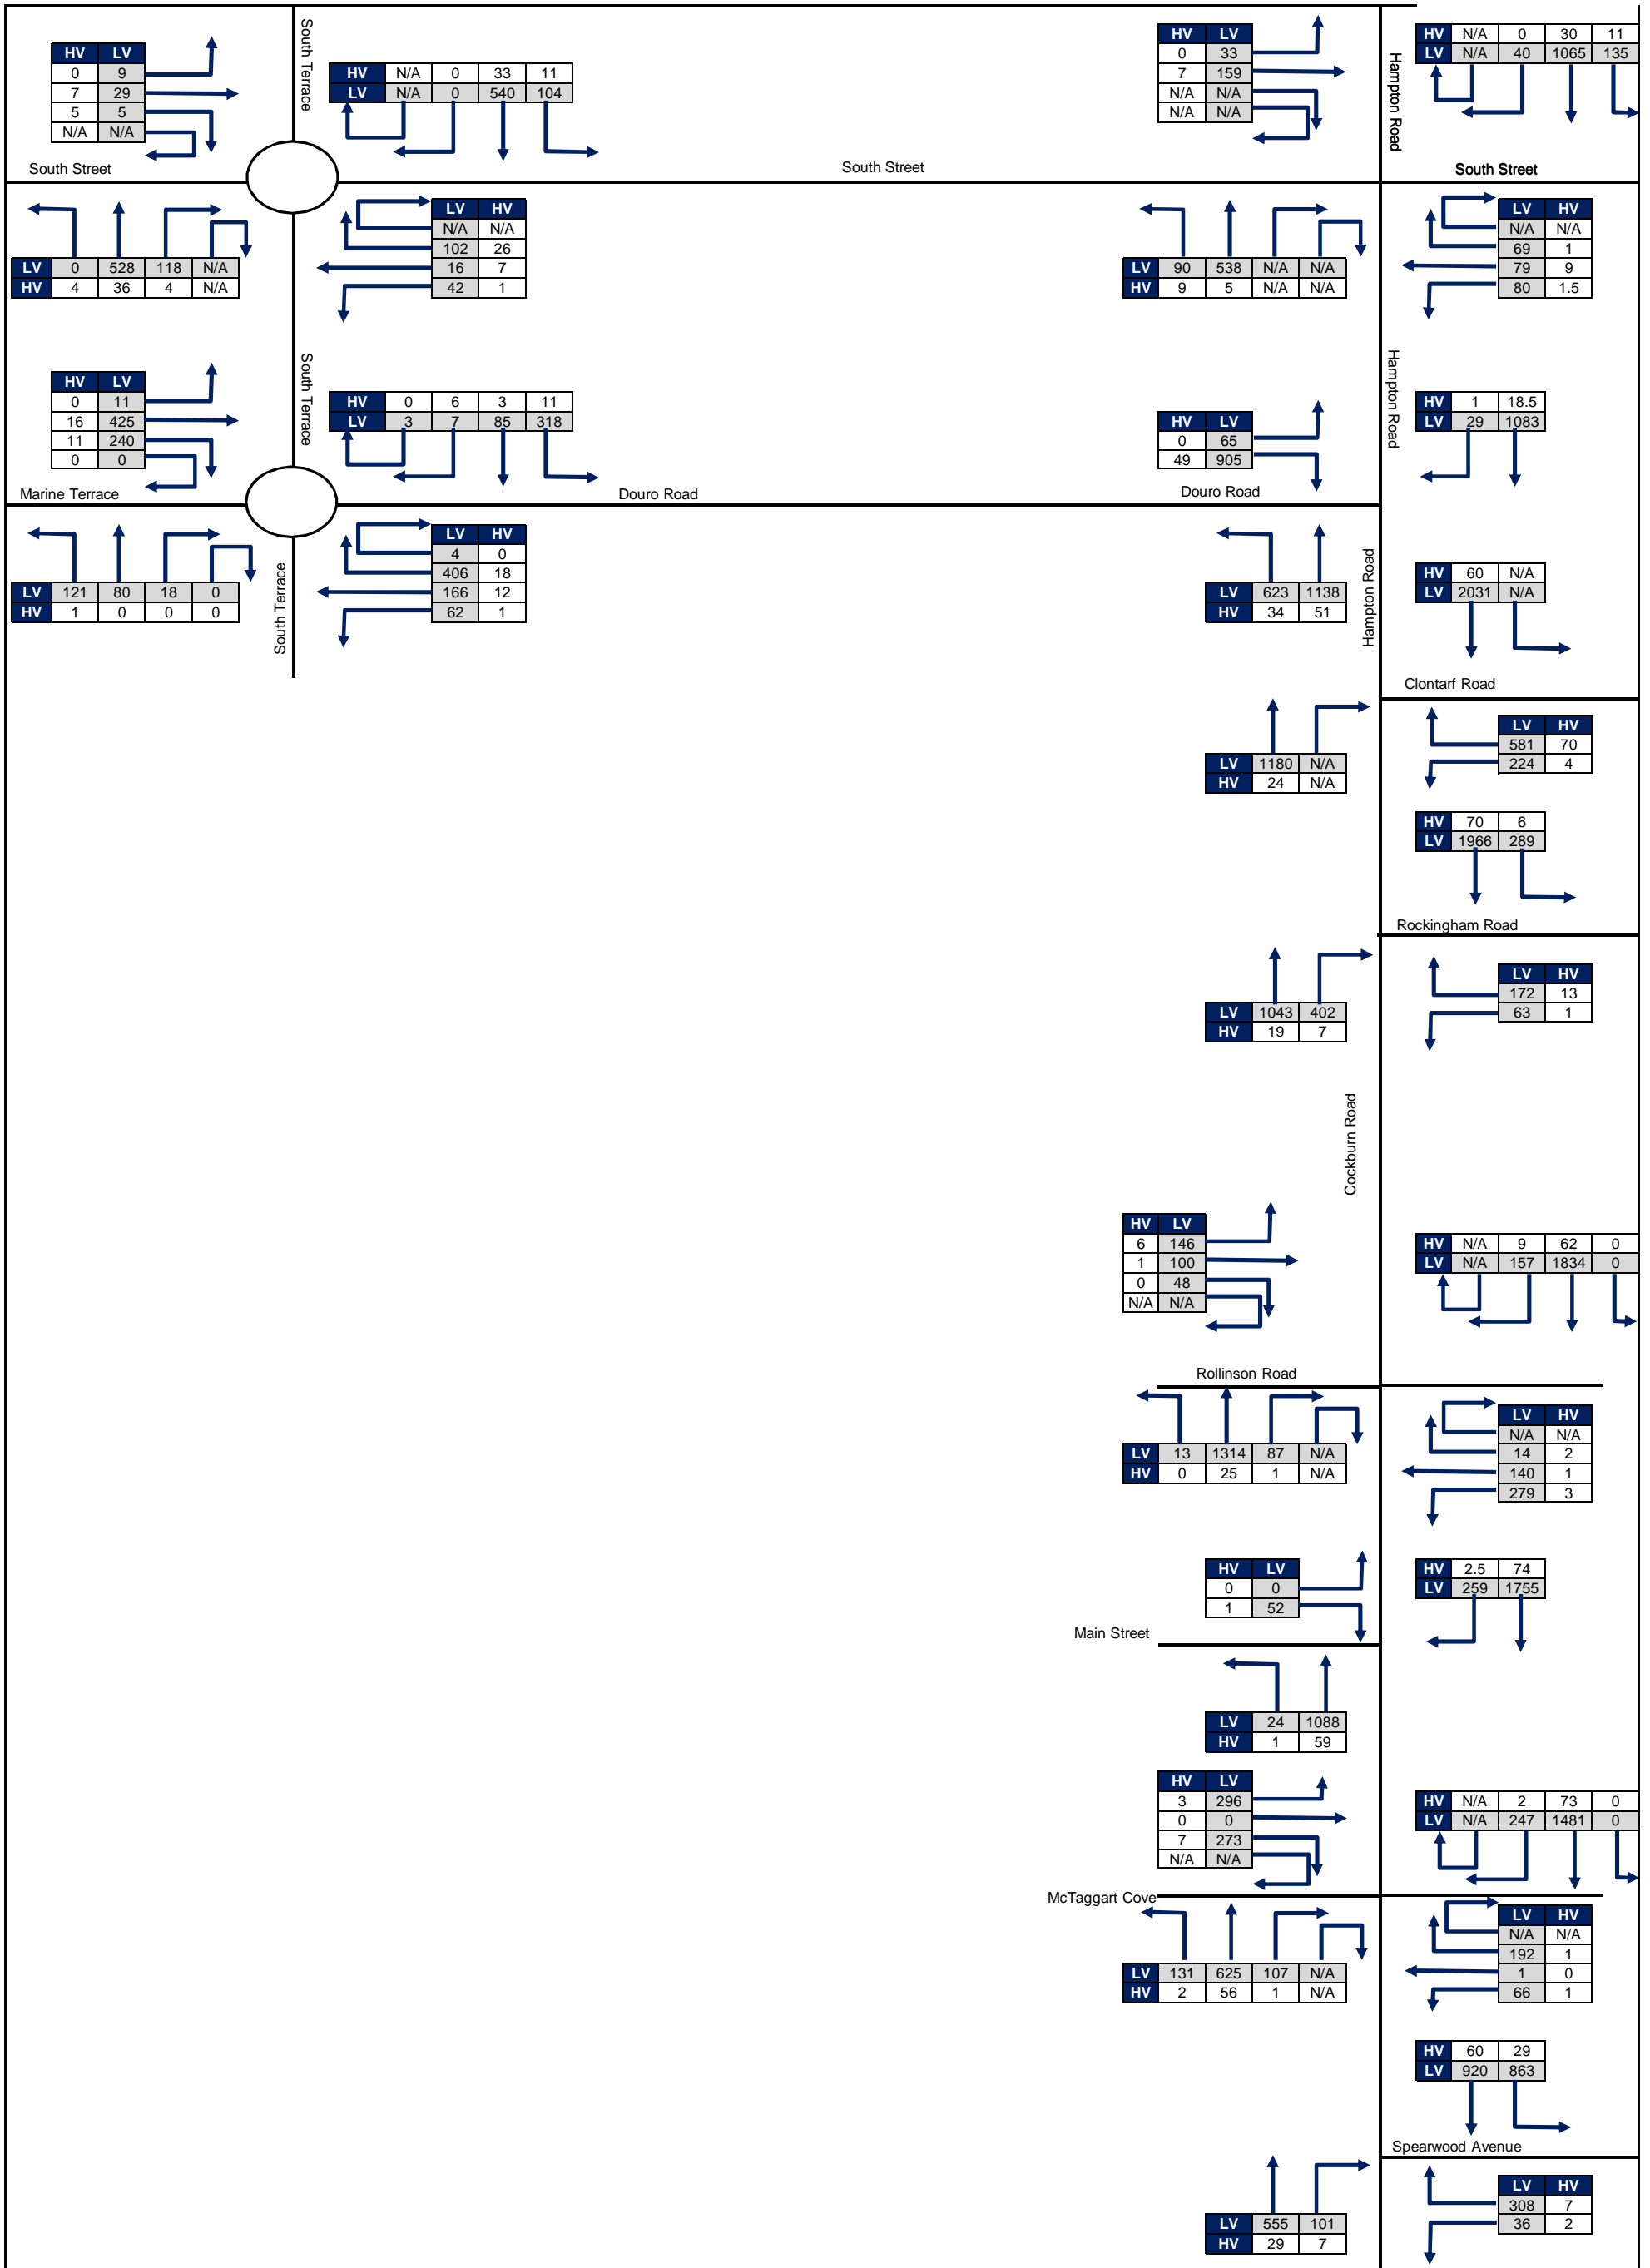 South Terrace
Hampton Road
HV LV
0 9
7 29
5 5
N/A N/A
South Street
HV N/A 0 33 11
LV N/A 0 540 104
South Street
HV LV
0 33
7 159
N/A N/A
N/A N/A
HV N/A 0 30 11
LV N/A 40 1065 135
South Street
LV 0 528 118 N/A
HV 4 36 4 N/A
LV HV
N/A N/A
102 26
16 7
42 1
LV 90 538 N/A N/A
HV 9 5 N/A N/A
LV HV
N/A N/A
69 1
79 9
80 1.5
South Terrace
Hampton Road
HV LV
0 11
16 425
11 240
0 0
Marine Terrace
HV 0 6 3 11
LV 3 7 85 318
Douro Road
HV LV
0 65
49 905
Douro Road
HV 1 18.5
LV 29 1083
LV 121 80 18 0
HV 1 0 0 0
South Terrace
LV HV
4 0
406 18
166 12
62 1
LV 623 1138
HV 34 51
Hampton Road
HV 60 N/A
LV 2031 N/A
Clontarf Road
LV 1180 N/A
HV 24 N/A
LV HV
581 70
224 4
HV 70 6
LV 1966 289
Rockingham Road
LV 1043 402
HV 19 7
LV HV
172 13
63 1
Cockburn Road
HV LV
6 146
1 100
0 48
N/A N/A
HV N/A 9 62 0
LV N/A 157 1834 0
Rollinson Road
LV 13 1314 87 N/A
HV 0 25 1 N/A
LV HV
N/A N/A
14 2
140 1
279 3
HV LV
0 0
1 52
Main Street
HV 2.5 74
LV 259 1755
LV 24 1088
HV 1 59
HV LV
3 296
0 0
7 273
N/A N/A
HV N/A 2 73 0
LV N/A 247 1481 0
McTaggart Cove
LV 131 625 107 N/A
HV 2 56 1 N/A
LV HV
N/A N/A
192 1
1 0
66 1
HV 60 29
LV 920 863
Spearwood Avenue
LV 555 101
HV 29 7
LV HV
308 7
36 2